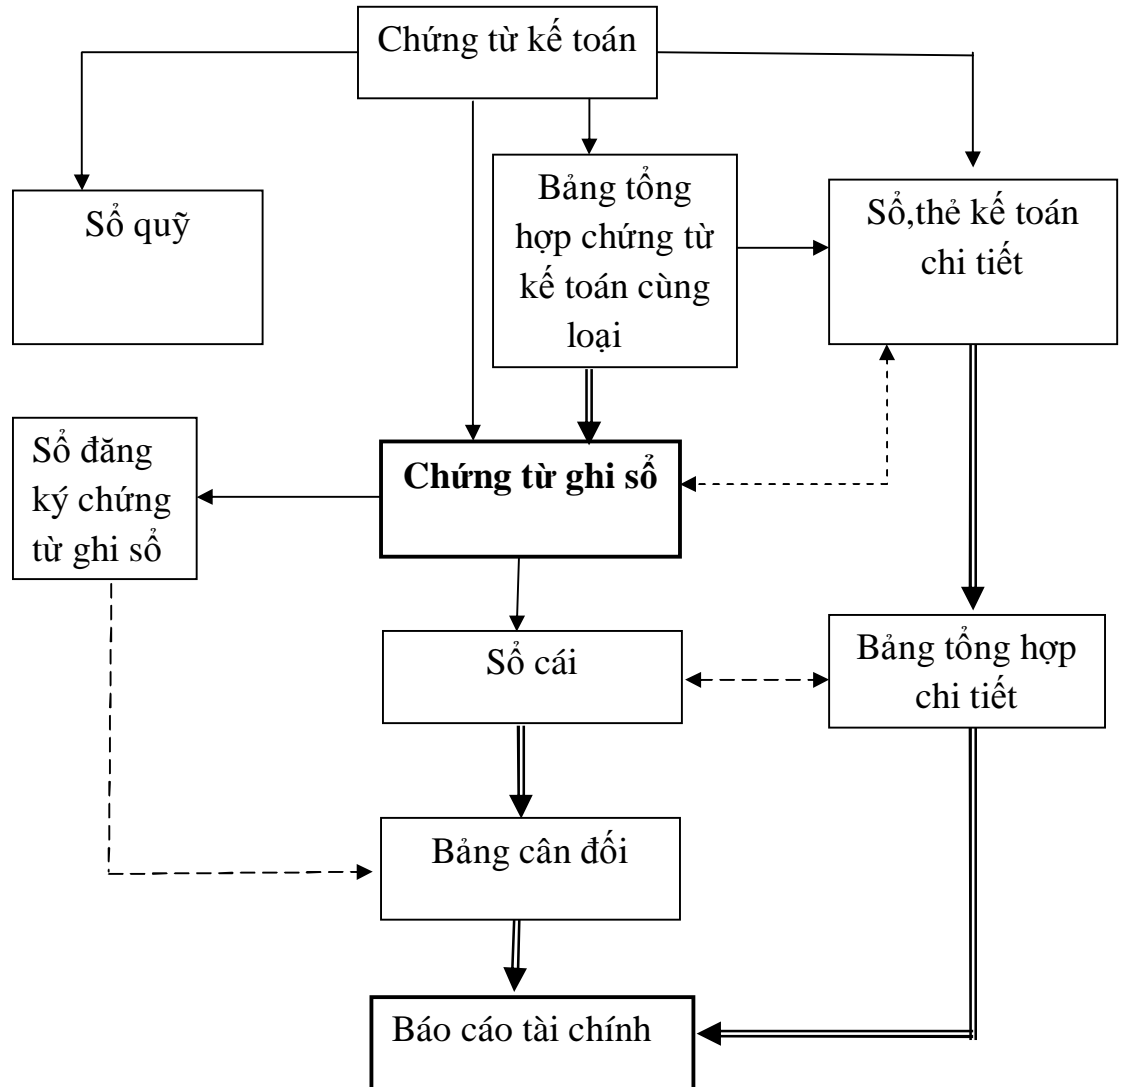 Chứng từ kế toán
Sổ quỹ
Bảng tổng
hợp chứng từ
kế toán cùng
loại
Sổ,thẻ kế toán
chi tiết
Sổ đăng
ký chứng
từ ghi sổ
Chứng từ ghi sổ
Sổ cái
Bảng tổng hợp
chi tiết
Bảng cân đối
Báo cáo tài chính